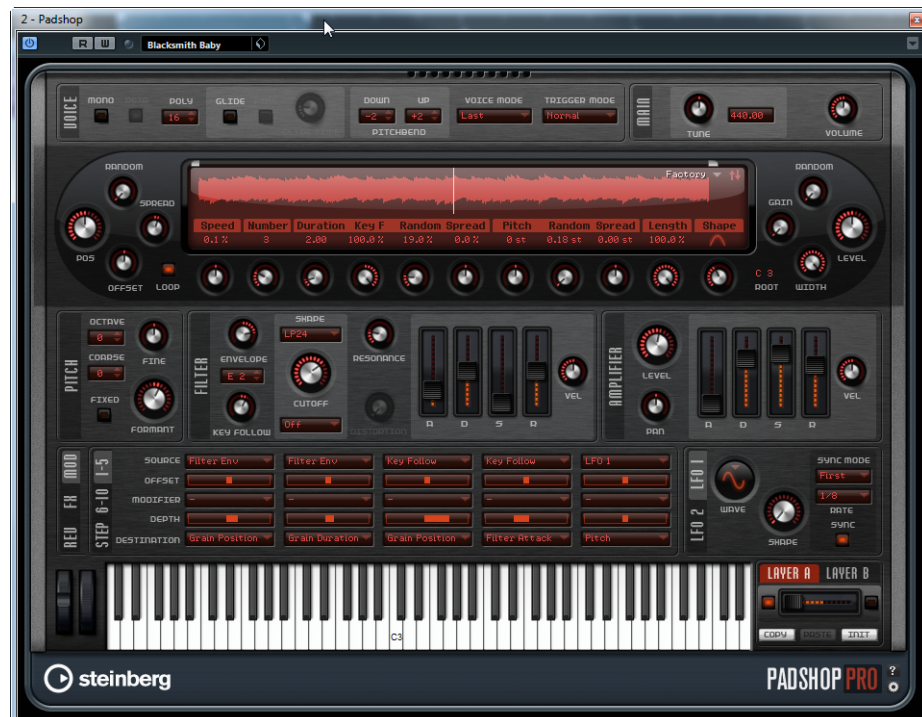 2 - Padshop
R W Blacksmith Baby
VOICE MONO POLY GLIDE DOWN UP VOICE MODE TRIGGER MODE MAIN
16 -2 +2 Last Normal 440.00
PITCHBEND TUNE VOLUME
RANDOM Factory RANDOM
SPREAD GAIN
Speed Number Duration Key F Random Spread Pitch Random Spread Length Shape
0.1 % 3 2.00 100.0 % 19.0 % 0.0 % 0 st 0.18 st 0.00 st 100.0 %
POS LEVEL
OFFSET LOOP C 3 ROOT WIDTH
PITCH OCTAVE FILTER SHAPE AMPLIFIER
0 LP24
COARSE FINE ENVELOPE RESONANCE LEVEL
0 E 2
FIXED CUTOFF VEL VEL
FORMANT KEY FOLLOW Off DISTORTION A D S R PAN A D S R
MOD FX REV 1-5 6-10 STEP
SOURCE Filter Env Filter Env Key Follow Key Follow LFO 1
OFFSET
MODIFIER - - - - -
DEPTH
DESTINATION Grain Position Grain Duration Grain Position Filter Attack Pitch
LFO 1 LFO 2 SYNC MODE
First
WAVE 1/8
RATE
SHAPE SYNC
LAYER A LAYER B
C3
COPY PASTE INIT
steinberg PADSHOP PRO ?